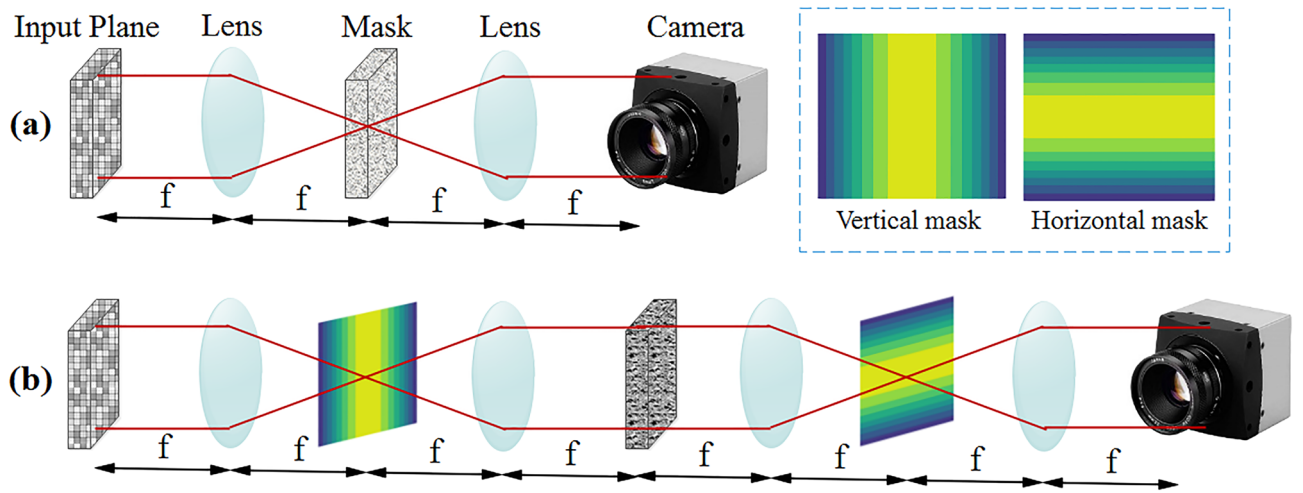 Input Plane Lens Mask Lens Camera
(a)
f f f f
Vertical mask Horizontal mask
(b)
f f f f f f f f